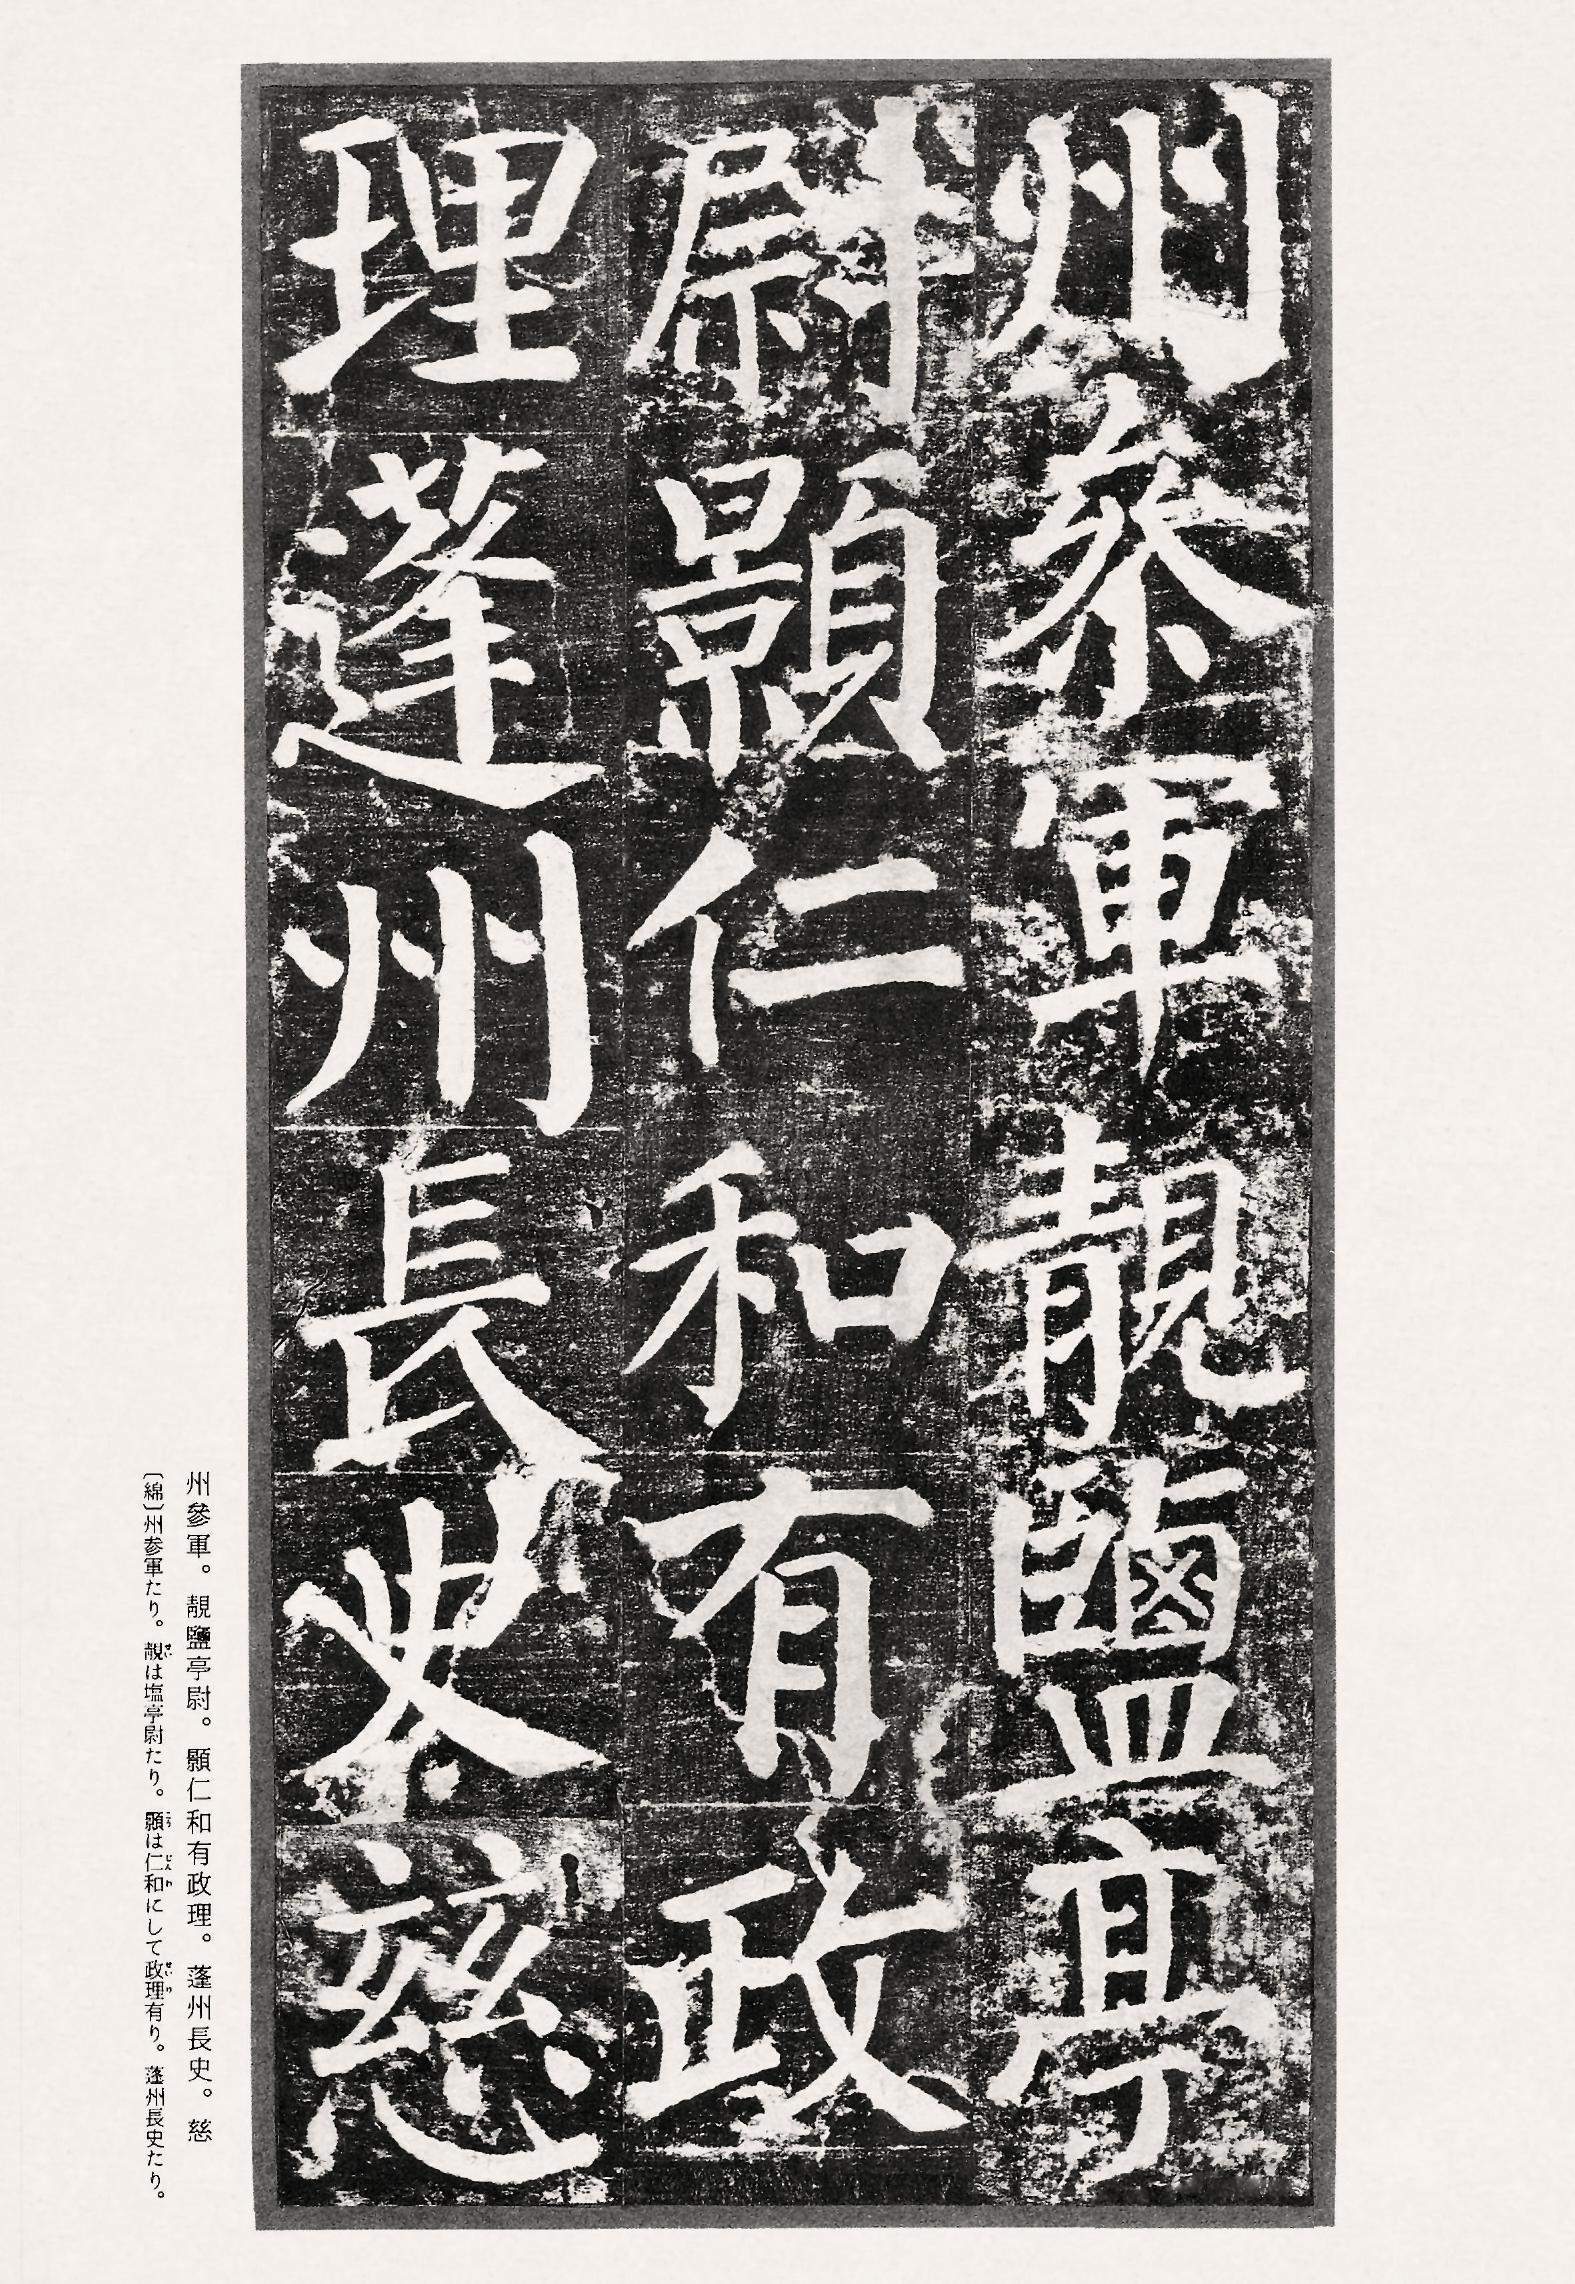 州參軍靚鹽亭
尉顥仁和有政
理蓬州長史慈
州參軍。靚鹽亭尉。顥仁和有政理。蓬州長史。慈
〔綿〕州参軍たり。靚は塩亭尉たり。顥は仁和にして政理有り。蓬州長史たり。